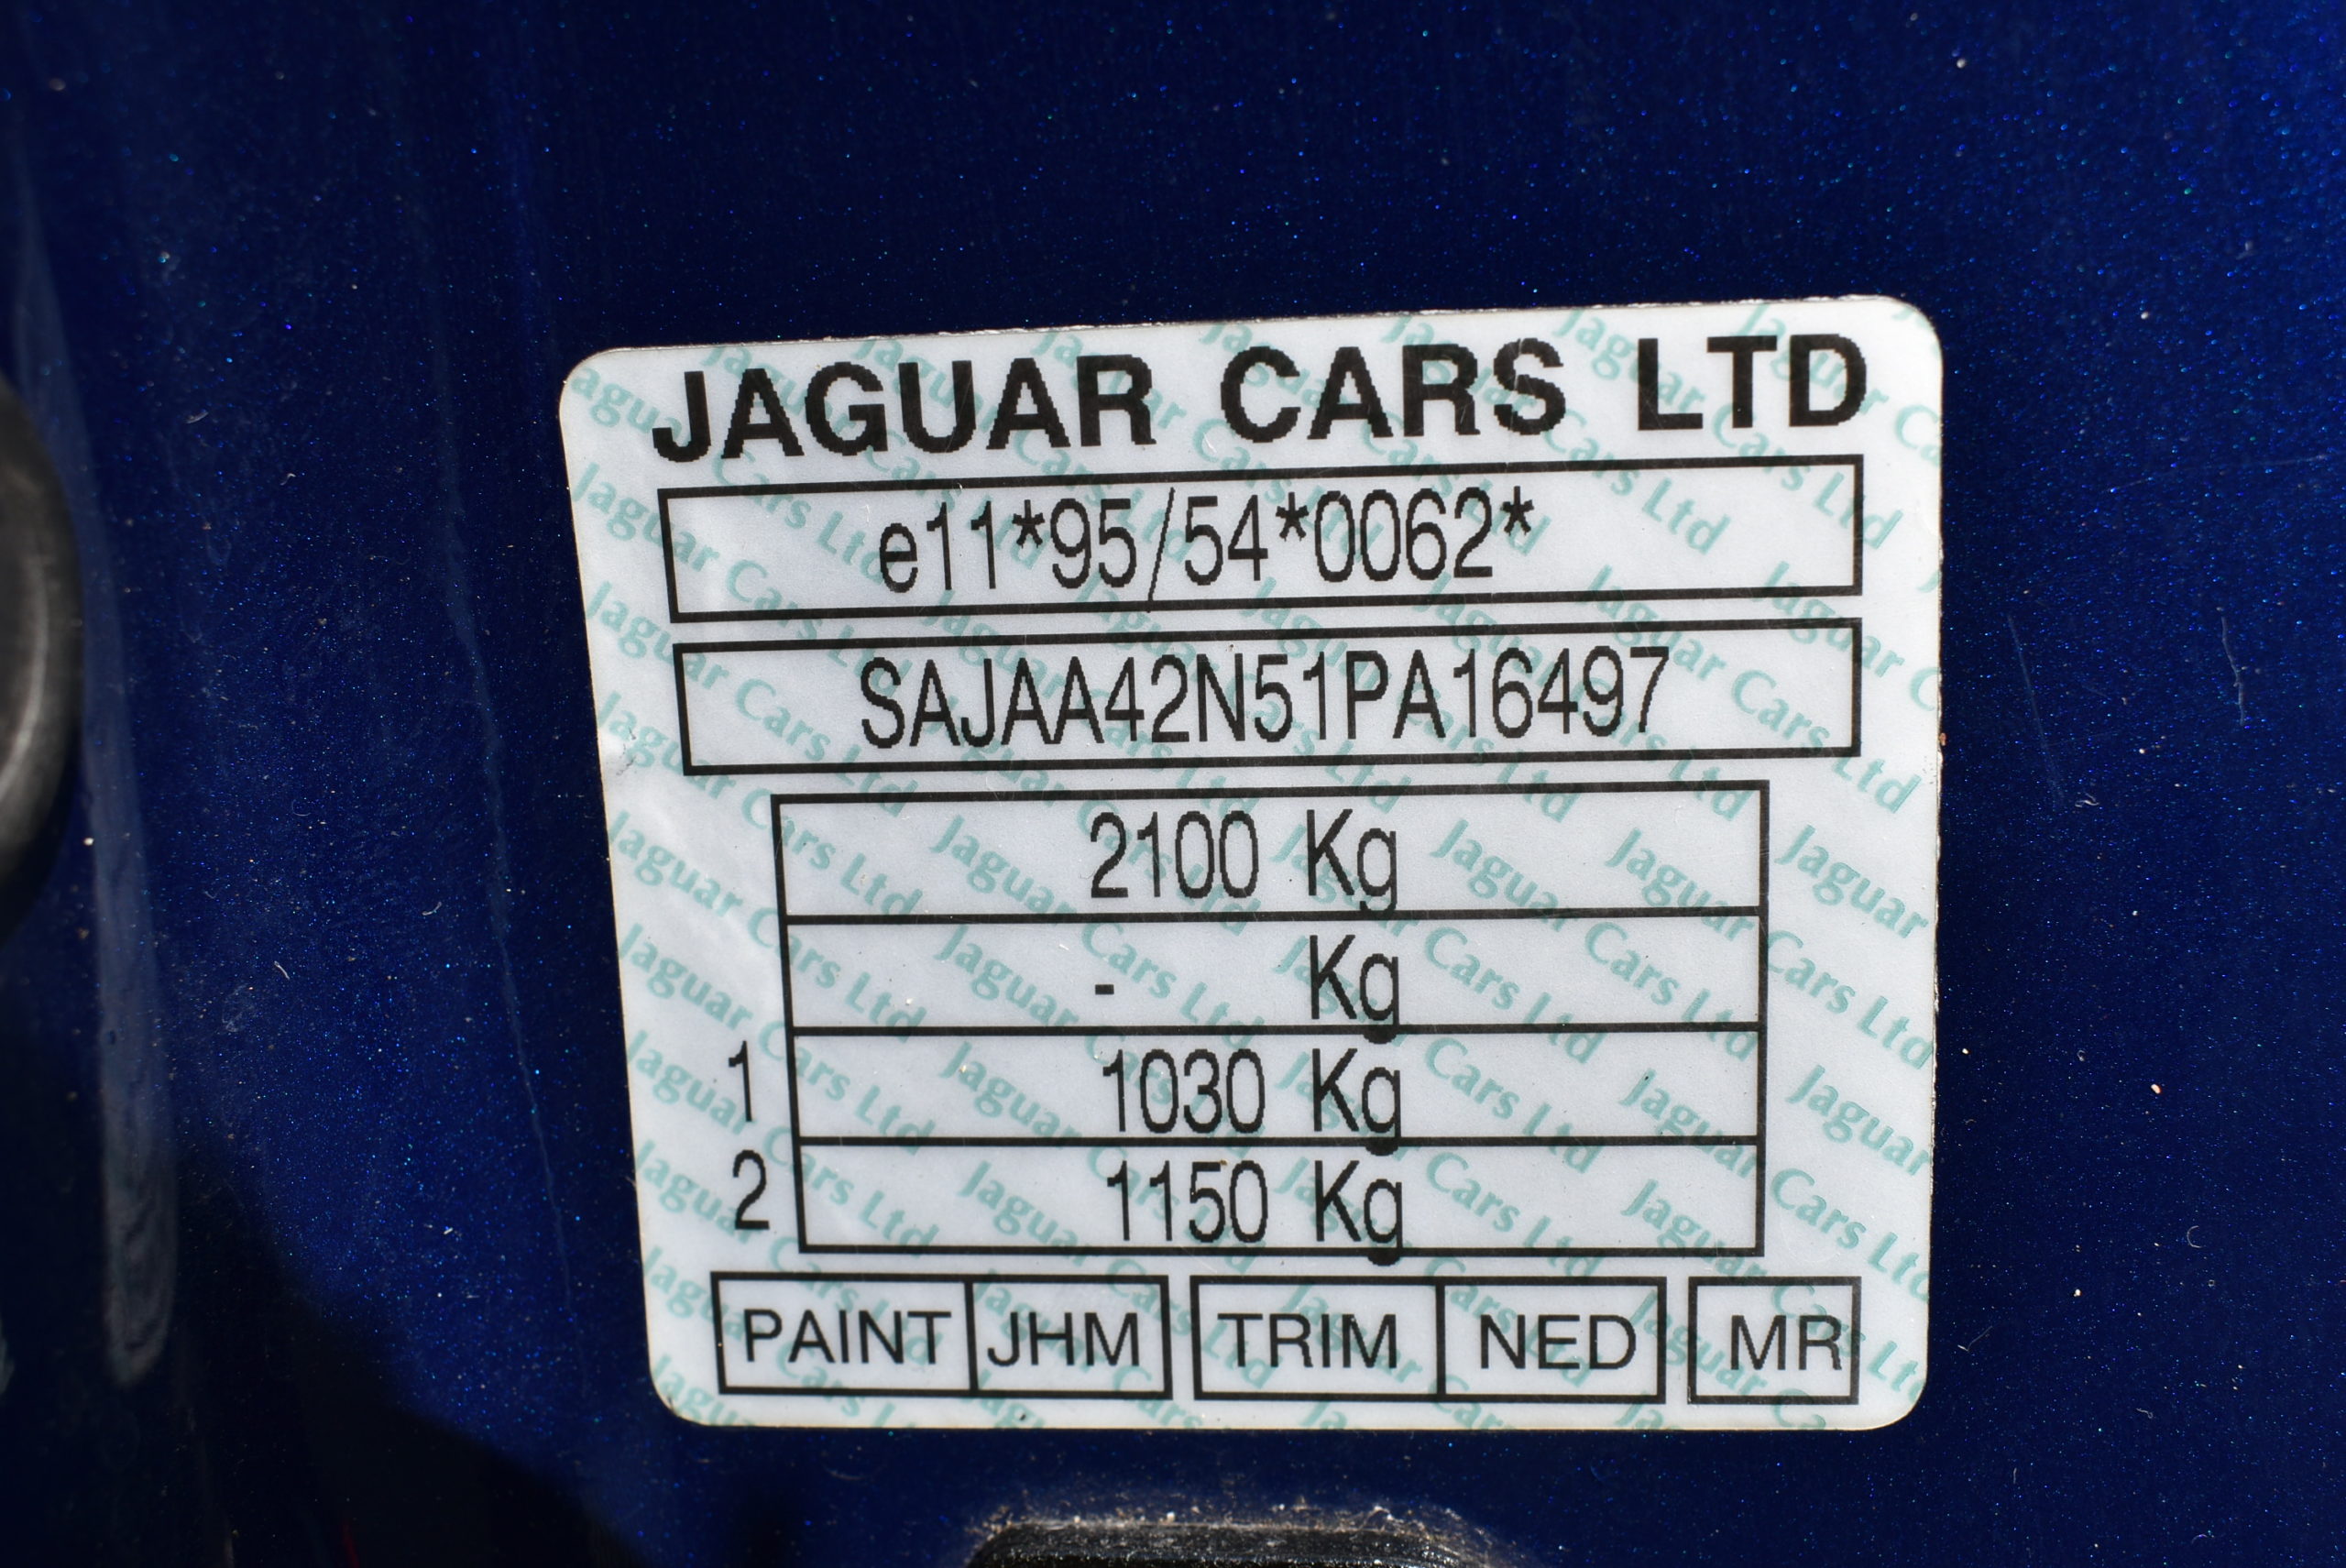 JAGUAR CARS LTD
e11*95/54*0062*
SAJAA42N51PA16497
2100 Kg
- Kg
1 1030 Kg
2 1150 Kg
PAINT JHM TRIM NED MR